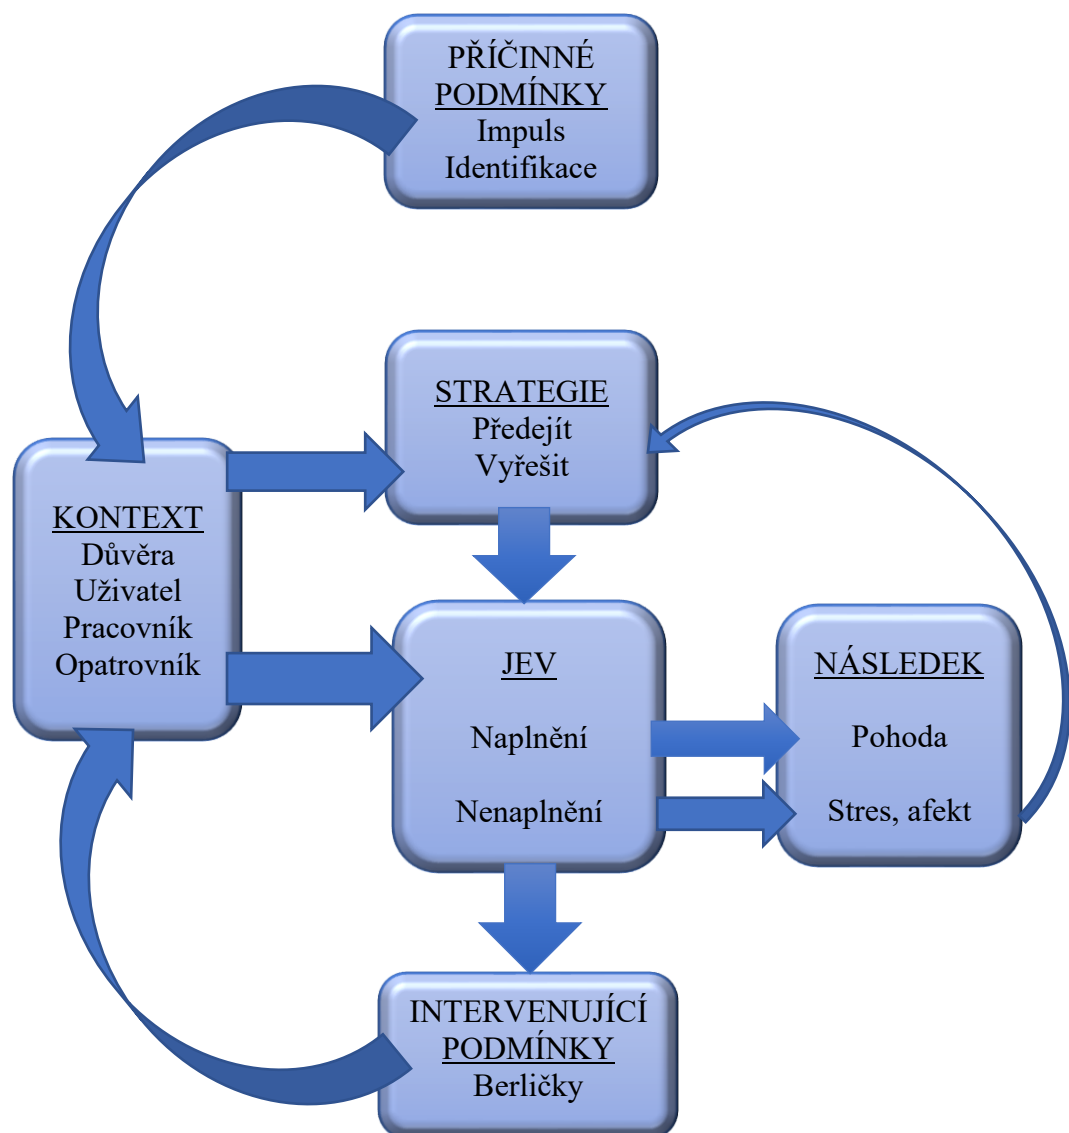 PŘÍČINNÉ
PODMÍNKY
Impuls
Identifikace
STRATEGIE
Předejít
Vyřešit
KONTEXT
Důvěra
Uživatel
Pracovník
Opatrovník
JEV
Naplnění
Nenaplnění
NÁSLEDEK
Pohoda
Stres, afekt
INTERVENUJÍCÍ
PODMÍNKY
Berličky